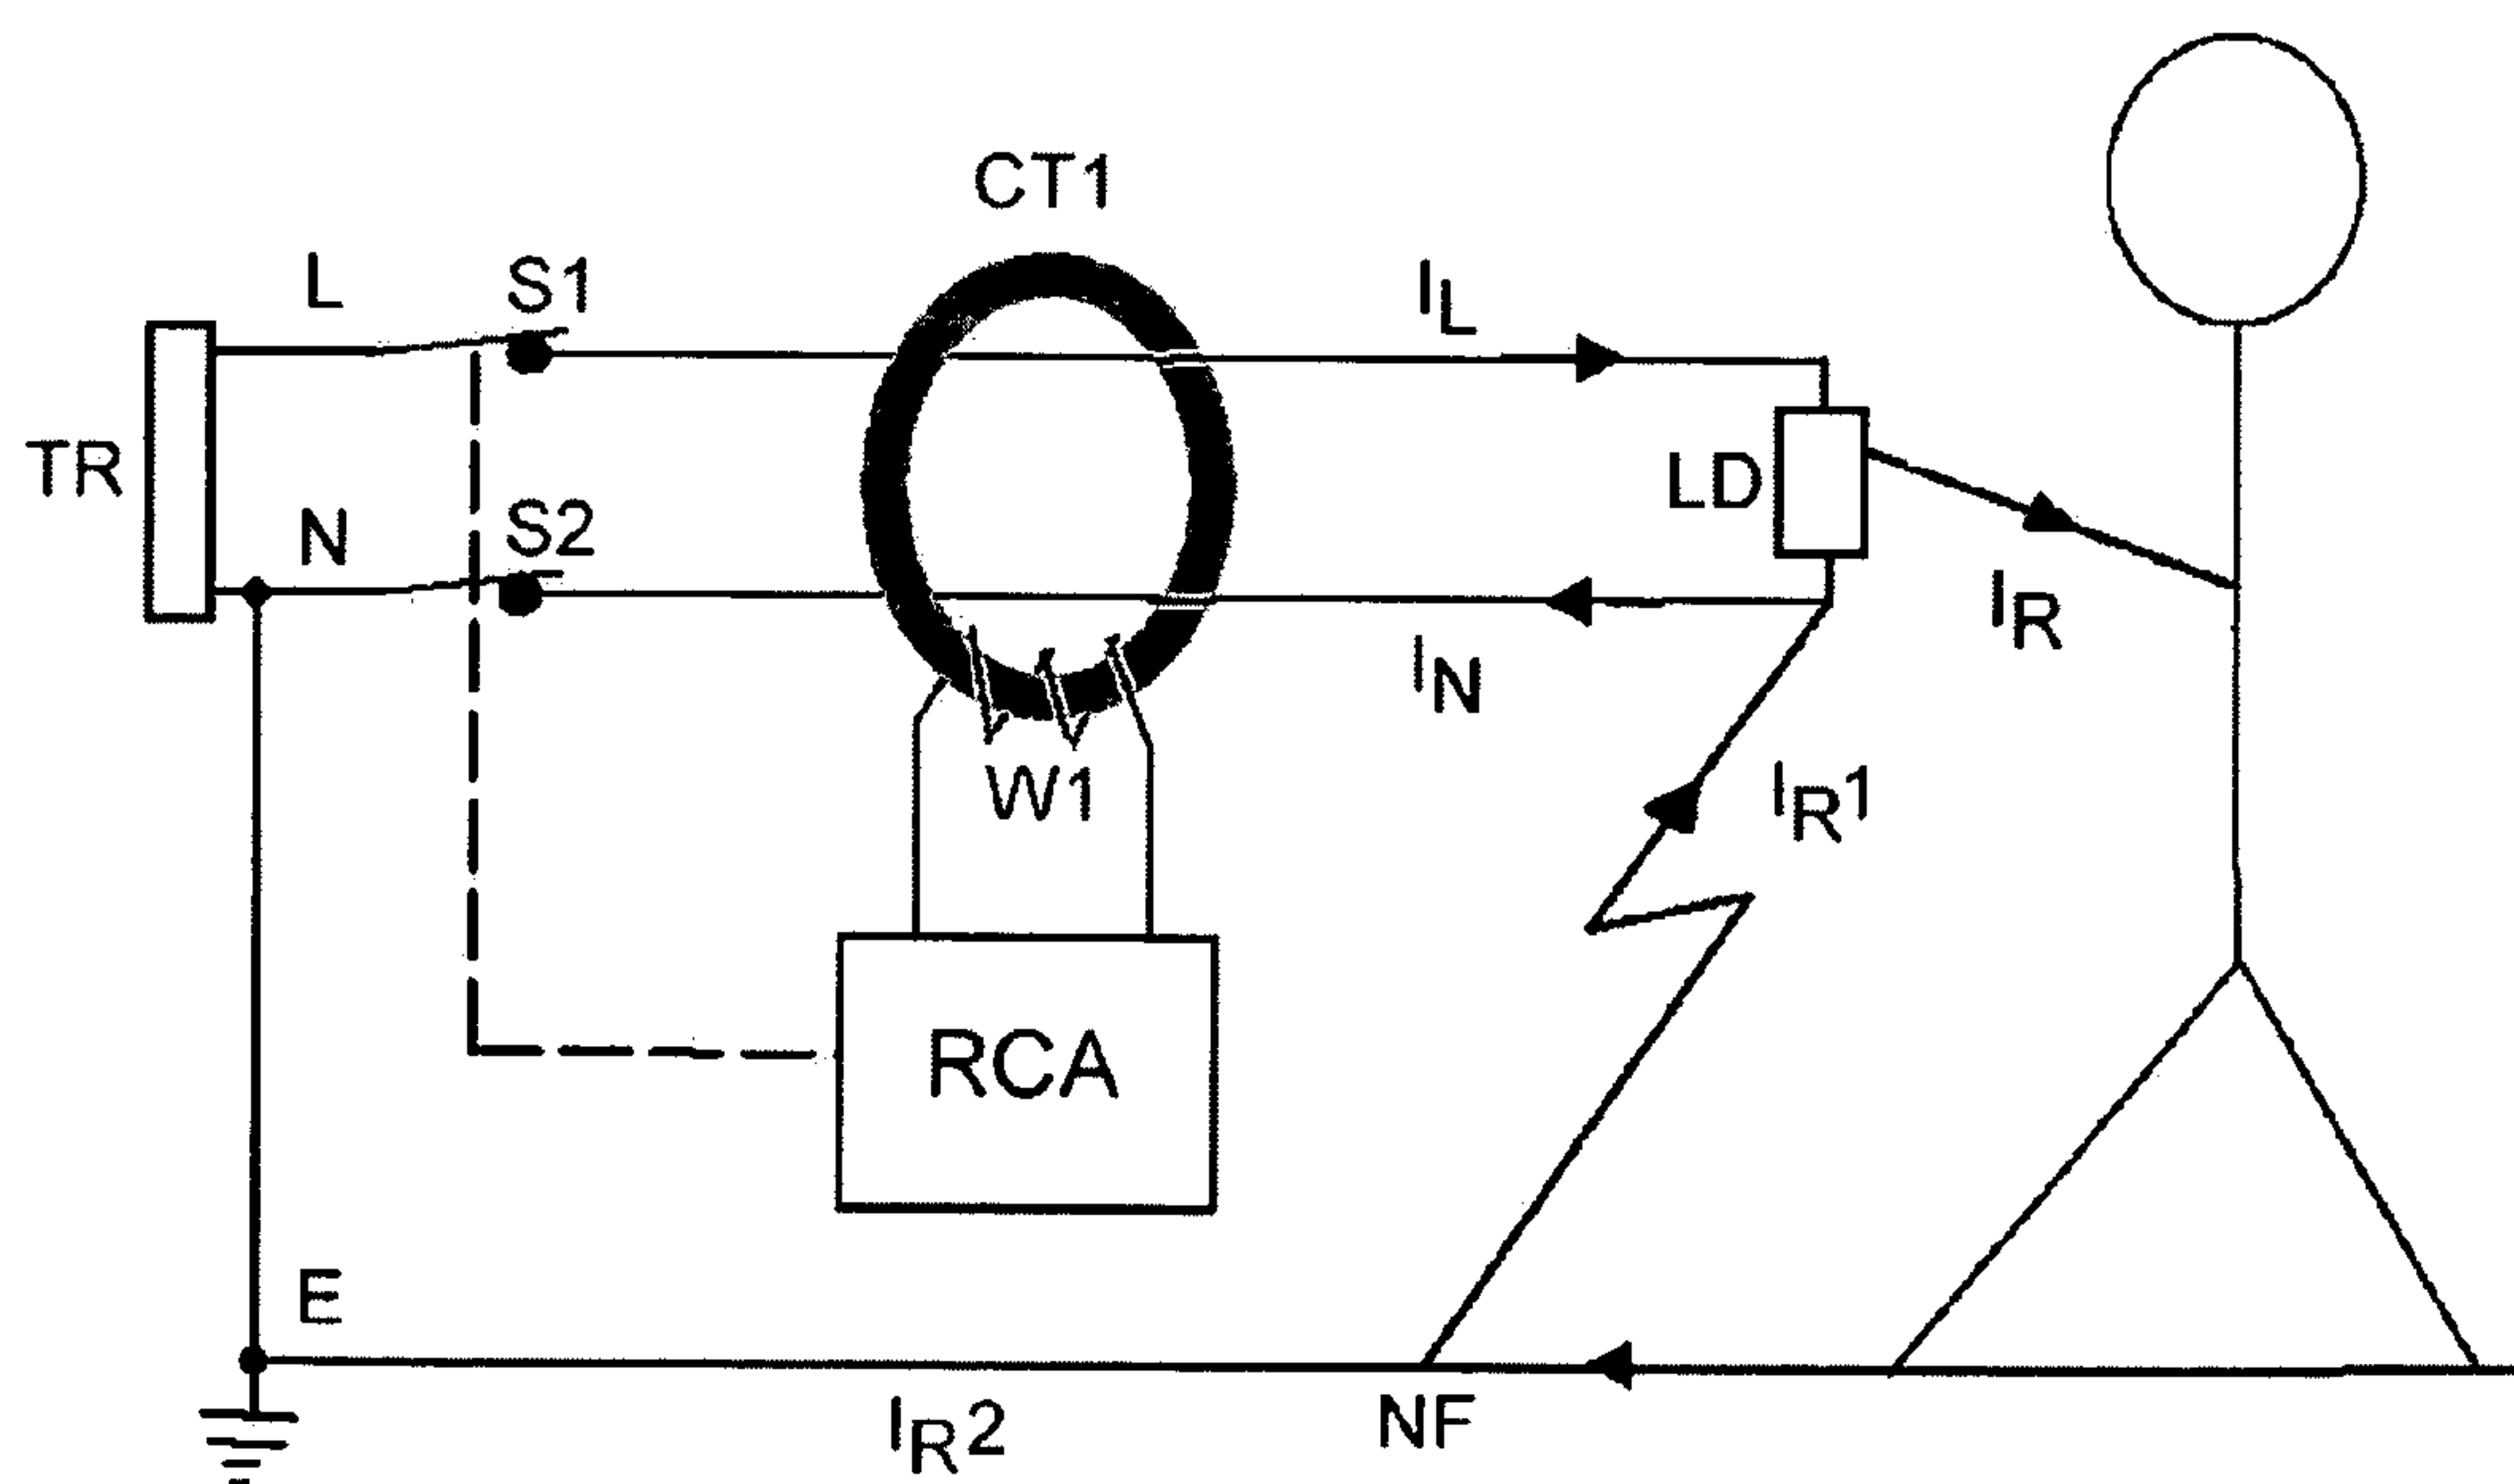 CT1
L
S1
I_L
TR
N
S2
LD
I_R
I_N
W1
I_R1
RCA
E
I_R2
NF